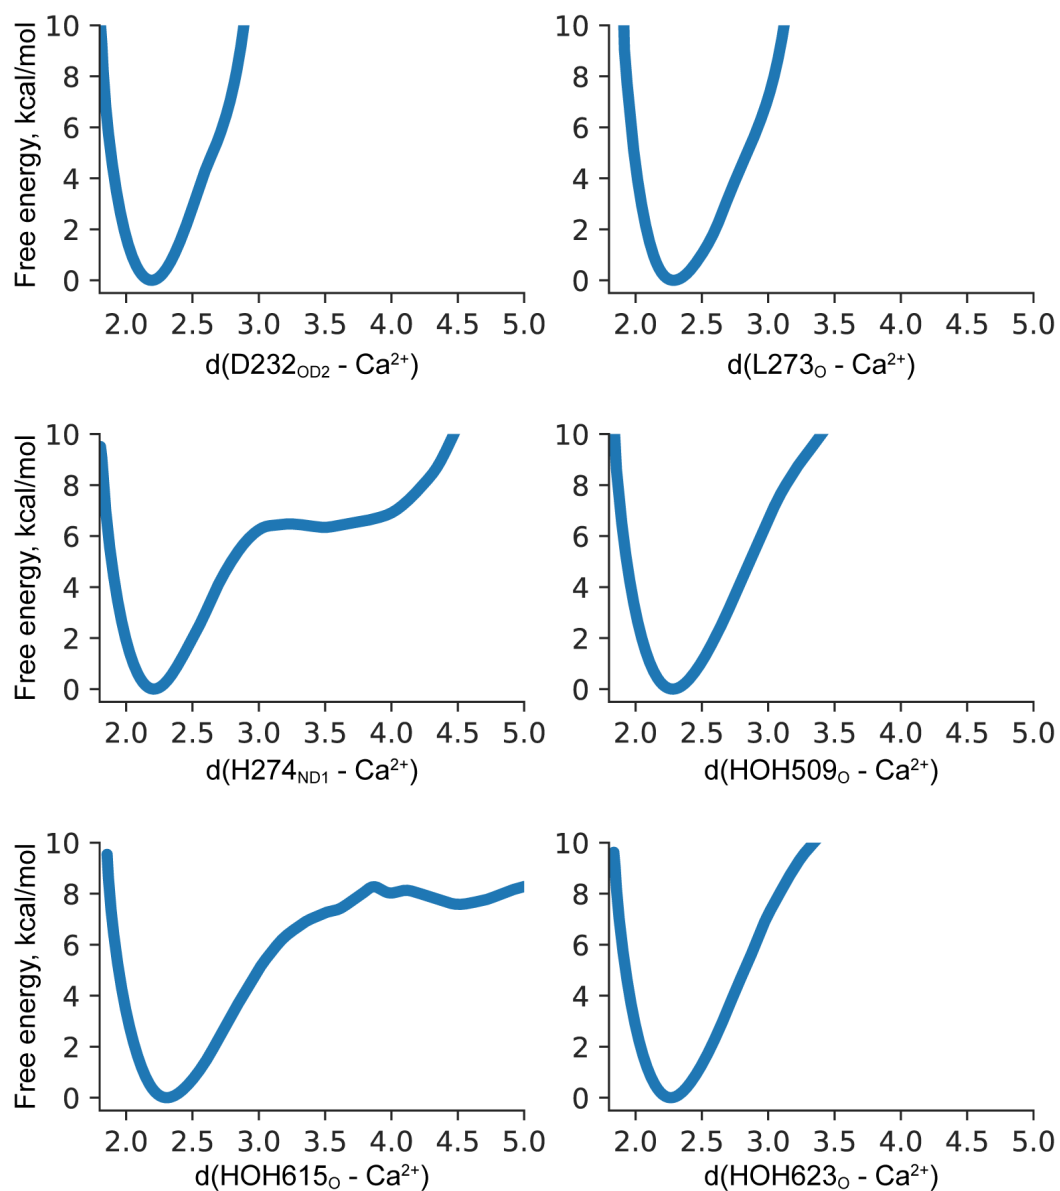 Free energy, kcal/mol
10
8
6
4
2
0
2.0 2.5 3.0 3.5 4.0 4.5 5.0
d(D232OD2 - Ca²⁺)
10
8
6
4
2
0
2.0 2.5 3.0 3.5 4.0 4.5 5.0
d(L273O - Ca²⁺)
Free energy, kcal/mol
10
8
6
4
2
0
2.0 2.5 3.0 3.5 4.0 4.5 5.0
d(H274ND1 - Ca²⁺)
10
8
6
4
2
0
2.0 2.5 3.0 3.5 4.0 4.5 5.0
d(HOH509O - Ca²⁺)
Free energy, kcal/mol
10
8
6
4
2
0
2.0 2.5 3.0 3.5 4.0 4.5 5.0
d(HOH615O - Ca²⁺)
10
8
6
4
2
0
2.0 2.5 3.0 3.5 4.0 4.5 5.0
d(HOH623O - Ca²⁺)